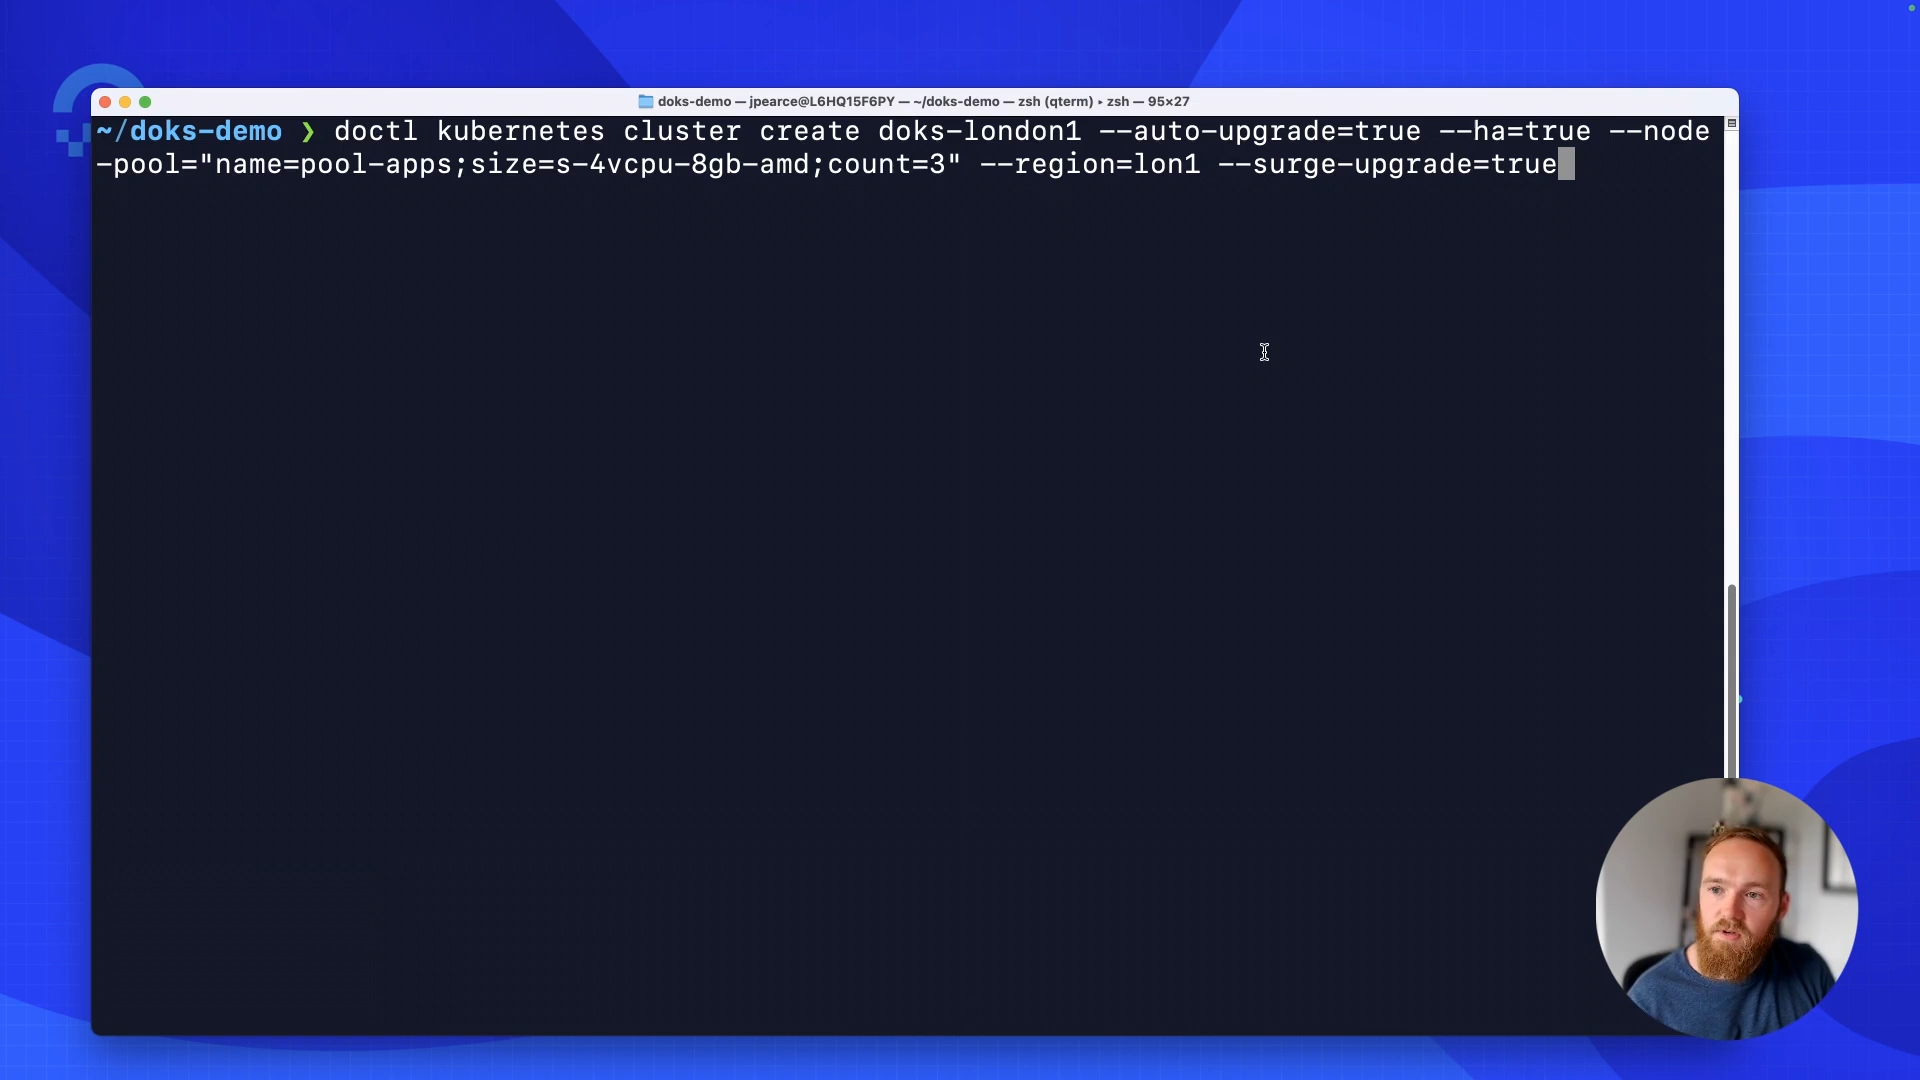 doks-demo — jpearce@L6HQ15F6PY — ~/doks-demo — zsh (qterm) ▸ zsh — 95×27
~/doks-demo ❯ doctl kubernetes cluster create doks-london1 --auto-upgrade=true --ha=true --node
-pool="name=pool-apps;size=s-4vcpu-8gb-amd;count=3" --region=lon1 --surge-upgrade=true